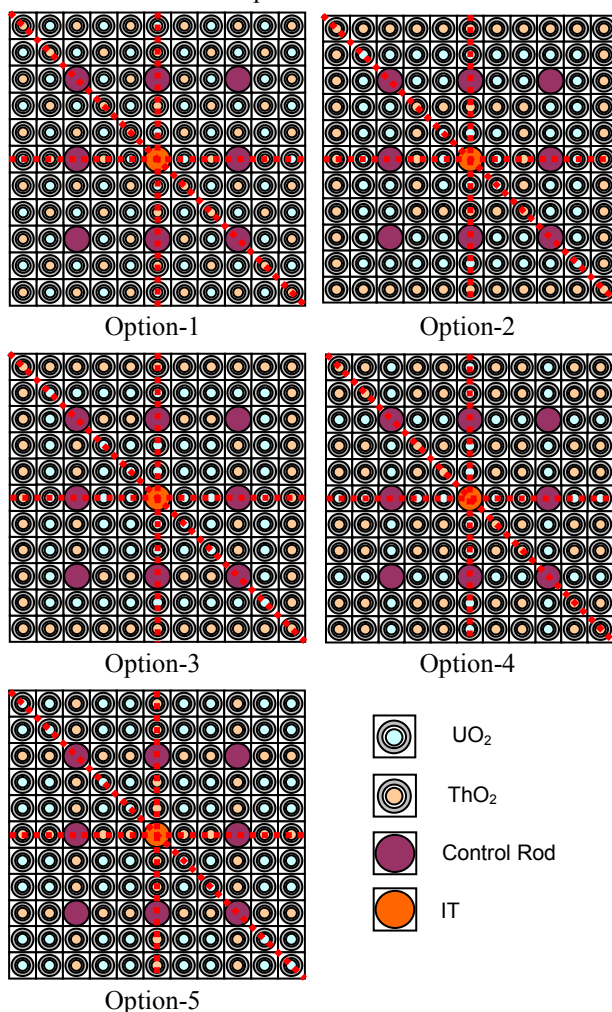 Option-1
Option-2
Option-3
Option-4
UO₂
ThO₂
Control Rod
IT
Option-5